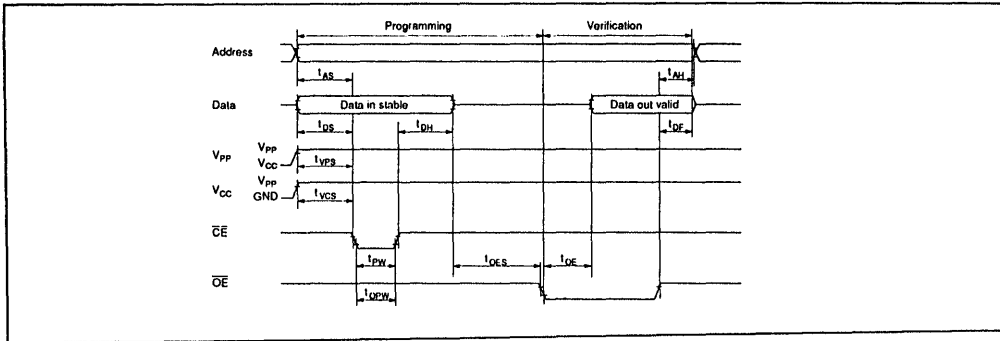 Programming Verification
Address
tAS tAH
Data Data in stable Data out valid
tDS tDH tDF
VPP VPP
VCC tVPS
VCC VPP
GND tVCS
CE
tPW tOES tOE
OE tOPW